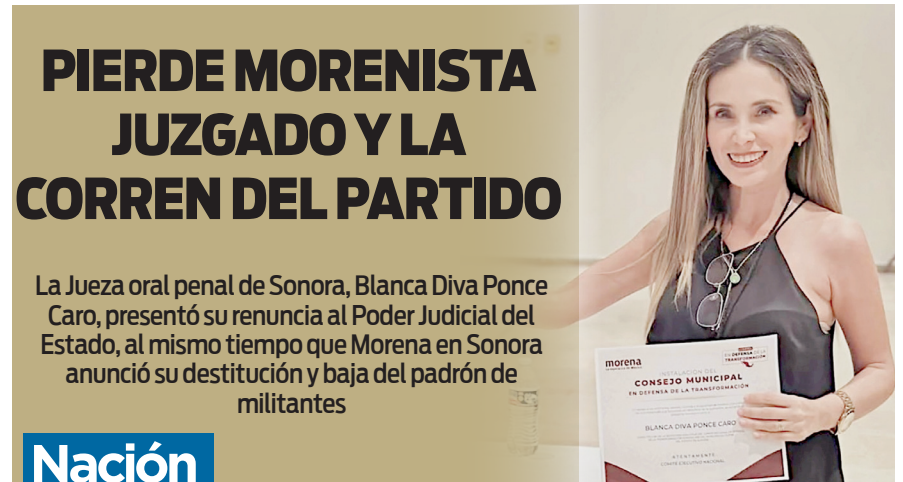 PIERDE MORENISTA
JUZGADO Y LA
CORREN DEL PARTIDO
La Jueza oral penal de Sonora, Blanca Diva Ponce
Caro, presentó su renuncia al Poder Judicial del
Estado, al mismo tiempo que Morena en Sonora
anunció su destitución y baja del padrón de
militantes
Nación
morena
EN DEFENSA DE LA
TRANSFORMACIÓN
INSTALACIÓN DEL
CONSEJO MUNICIPAL
EN DEFENSA DE LA TRANSFORMACIÓN
BLANCA DIVA PONCE CARO
ATENTAMENTE
COMITÉ EJECUTIVO NACIONAL